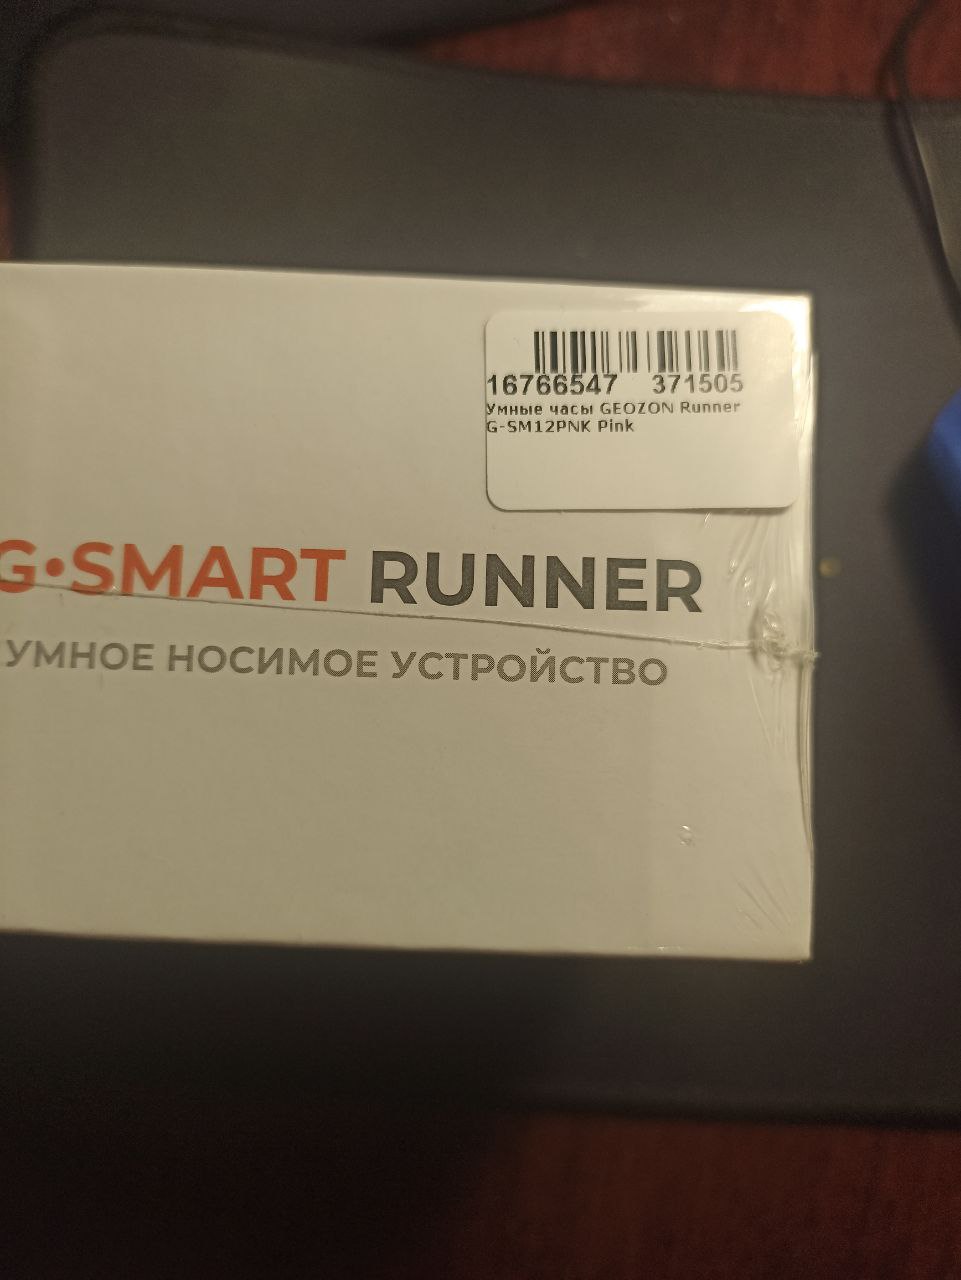 16766547 371505
Умные часы GEOZON Runner
G-SM12PNK Pink
G•SMART RUNNER
УМНОЕ НОСИМОЕ УСТРОЙСТВО